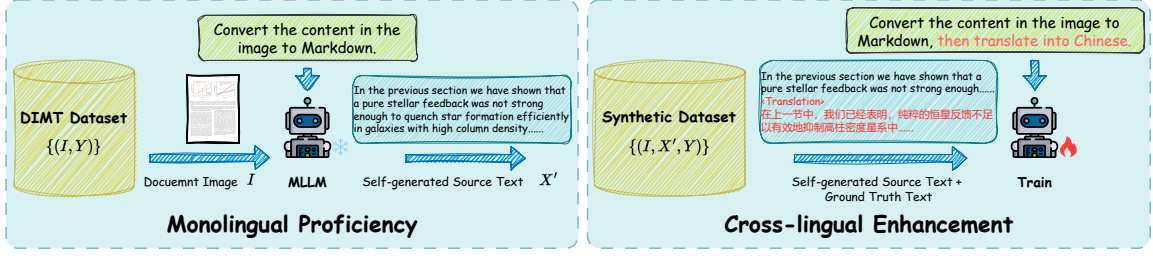 Convert the content in the
image to Markdown.
DIMT Dataset
{(I, Y)}
Docuemnt Image I
MLLM
In the previous section we have shown that
a pure stellar feedback was not strong
enough to quench star formation efficiently
in galaxies with high column density......
Self-generated Source Text X′
Monolingual Proficiency
Convert the content in the image to
Markdown, then translate into Chinese.
Synthetic Dataset
{(I, X′, Y)}
In the previous section we have shown that a
pure stellar feedback was not strong enough......
<Translation>
在上一节中，我们已经表明，纯粹的恒星反馈不足
以有效地抑制高柱密度星系中......
Self-generated Source Text +
Ground Truth Text
Train
Cross-lingual Enhancement